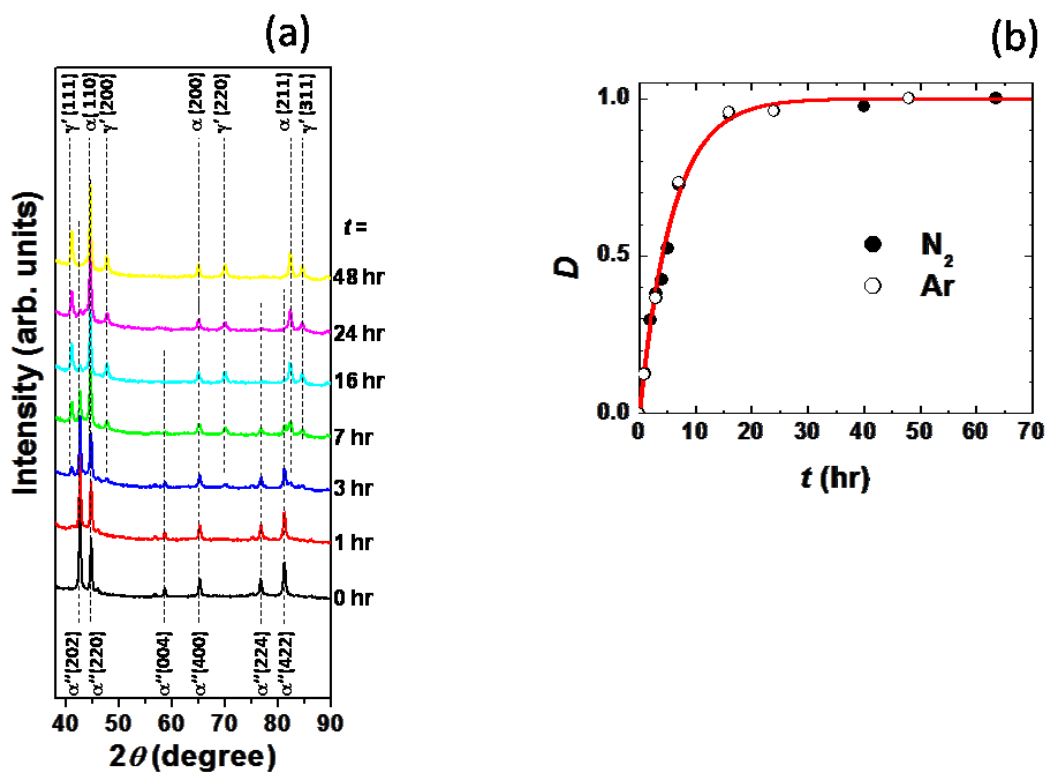 (a)
γ' [111]
α [110]
γ' [200]
α [200]
γ' [220]
α [211]
γ' [311]
t =
48 hr
24 hr
16 hr
7 hr
3 hr
1 hr
0 hr
Intensity (arb. units)
α''[202]
α''[220]
α''[004]
α''[400]
α''[224]
α''[422]
40 50 60 70 80 90
2θ (degree)
(b)
1.0
0.5
0.0
D
N₂
Ar
0 10 20 30 40 50 60 70
t (hr)